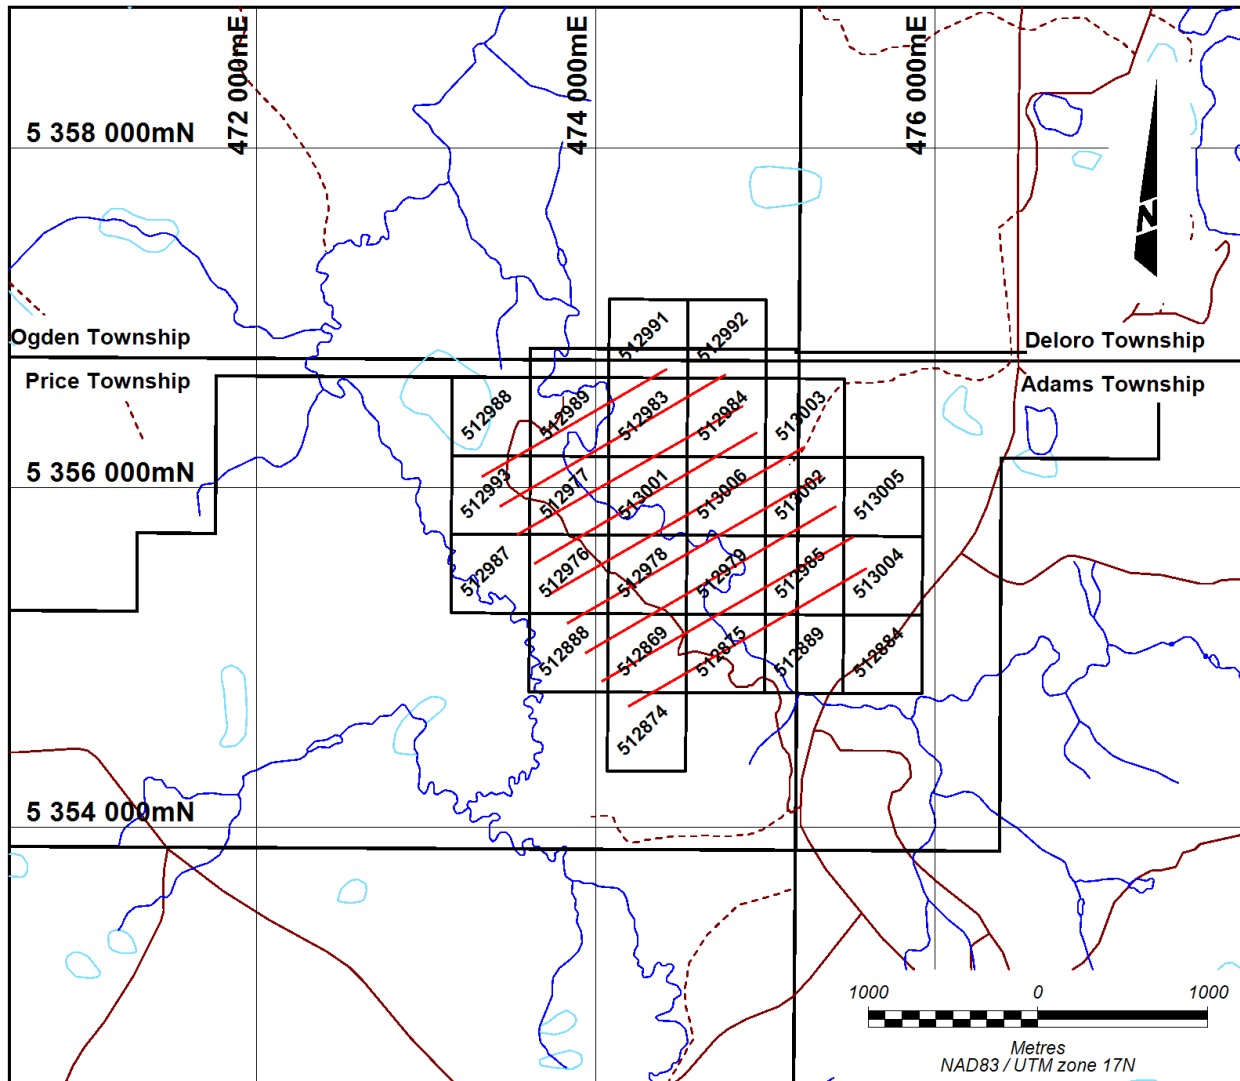 472 000mE
474 000mE
476 000mE
5 358 000mN
N
512991
512992
Ogden Township
Deloro Township
Price Township
Adams Township
512988
512989
512983
512984
513003
5 356 000mN
512993
512977
513001
513006
513002
513005
512987
512976
512978
512979
512985
513004
512888
512869
512875
512889
512884
512874
5 354 000mN
1000 0 1000
Metres
NAD83 / UTM zone 17N